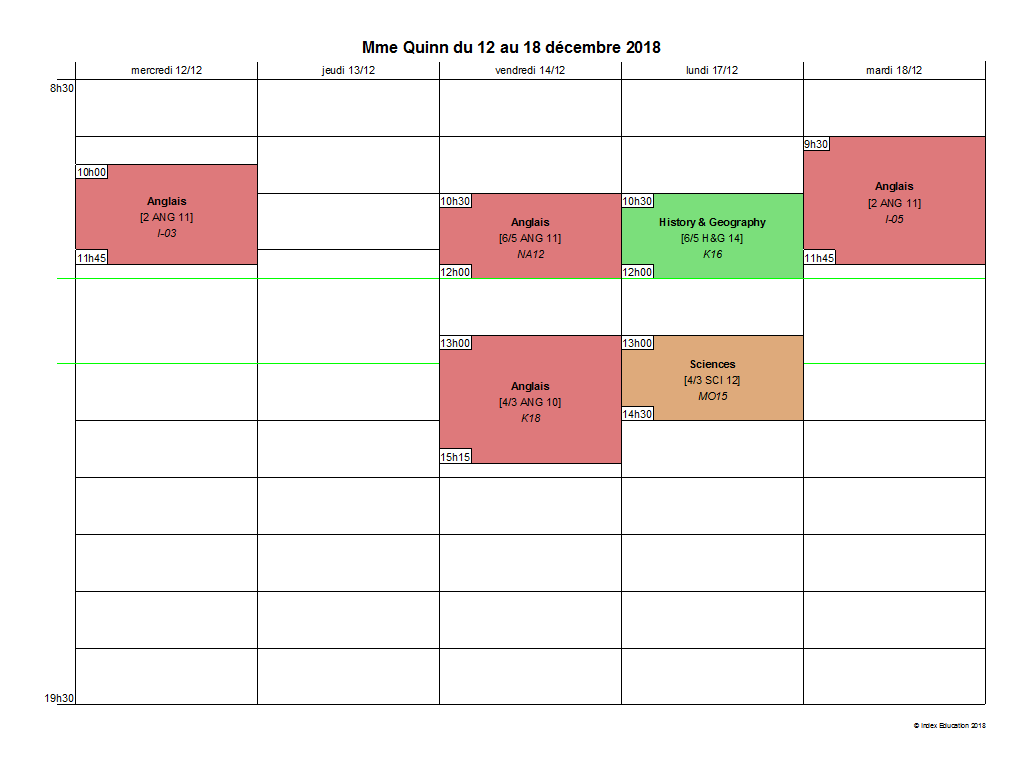 Mme Quinn du 12 au 18 décembre 2018
mercredi 12/12
jeudi 13/12
vendredi 14/12
lundi 17/12
mardi 18/12
8h30
10h00
Anglais
[2 ANG 11]
I-03
11h45
10h30
Anglais
[6/5 ANG 11]
NA12
12h00
13h00
Anglais
[4/3 ANG 10]
K18
15h15
10h30
History & Geography
[6/5 H&G 14]
K16
12h00
13h00
Sciences
[4/3 SCI 12]
MO15
14h30
9h30
Anglais
[2 ANG 11]
I-05
11h45
19h30
© Index Education 2018